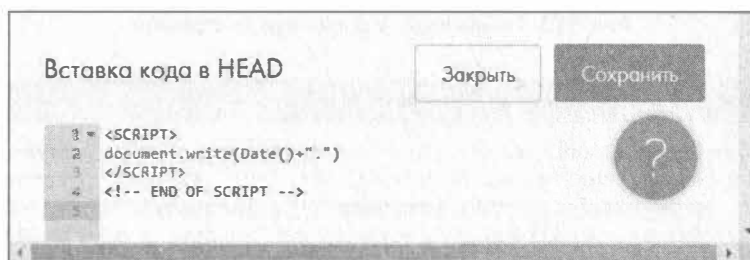 Вставка кода в HEAD
Закрыть
Сохранить
?
1 <SCRIPT>
2 document.write(Date()+".")
3 </SCRIPT>
4 <!-- END OF SCRIPT -->
5